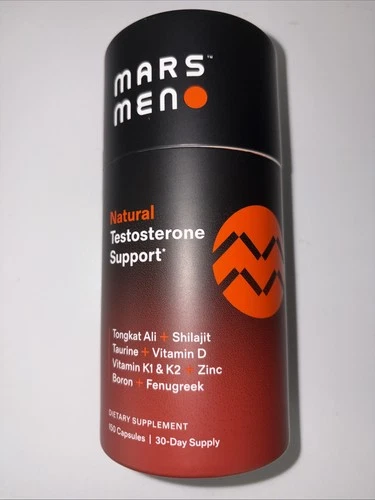 MARS™
MEN
Natural
Testosterone
Support*
Tongkat Ali + Shilajit
Taurine + Vitamin D
Vitamin K1 & K2 + Zinc
Boron + Fenugreek
DIETARY SUPPLEMENT
150 Capsules | 30-Day Supply